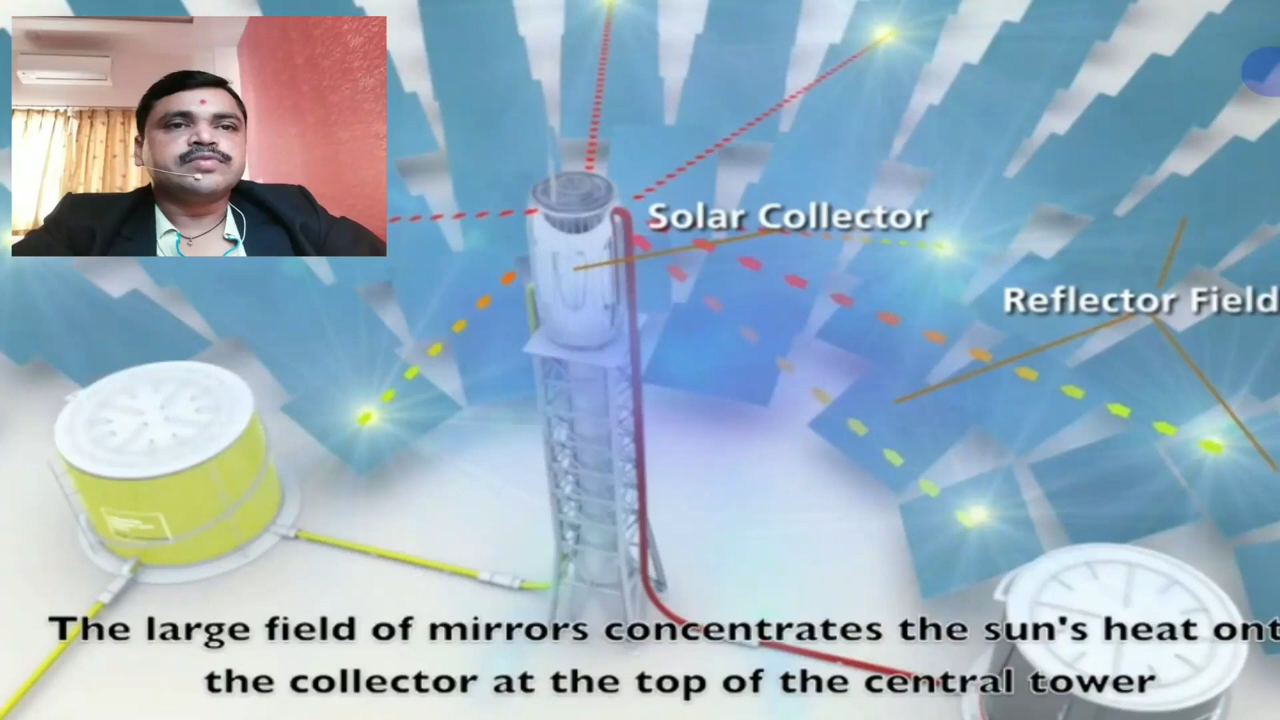 Solar Collector
Reflector Field
The large field of mirrors concentrates the sun's heat ont
the collector at the top of the central tower